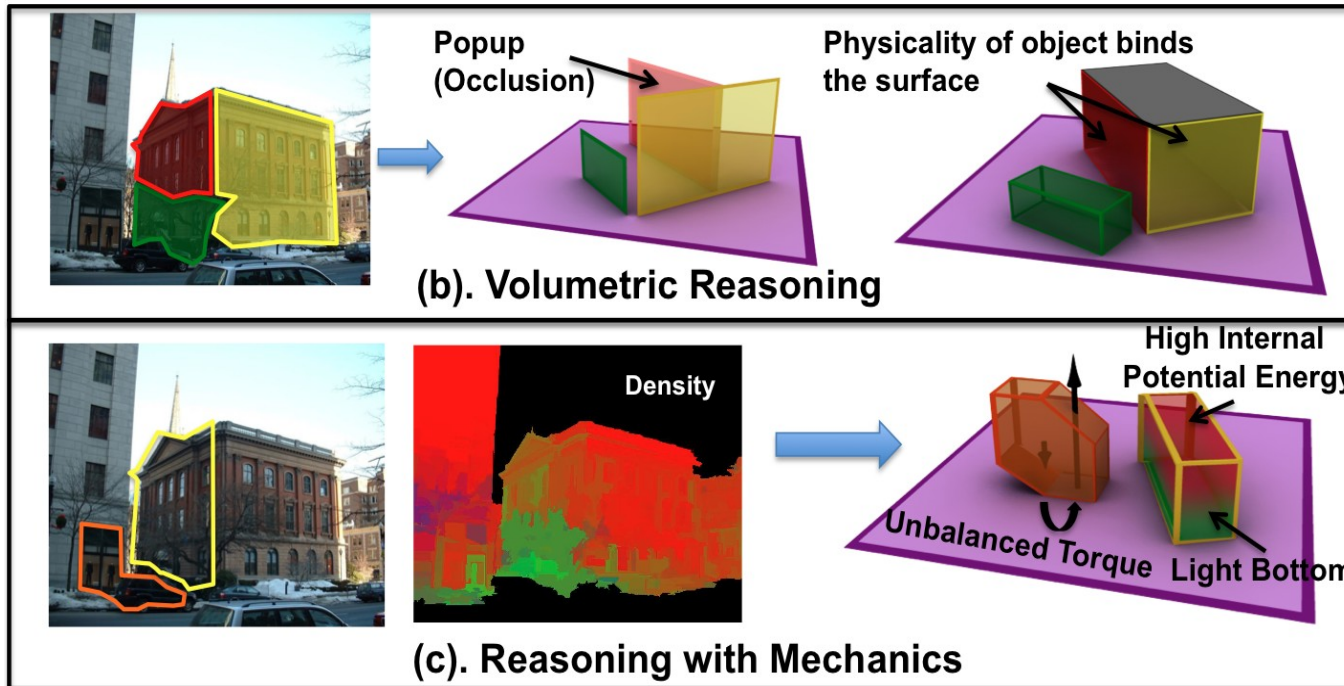 Popup
(Occlusion)
Physicality of object binds
the surface
(b). Volumetric Reasoning
Density
High Internal
Potential Energy
Unbalanced Torque
Light Bottom
(c). Reasoning with Mechanics